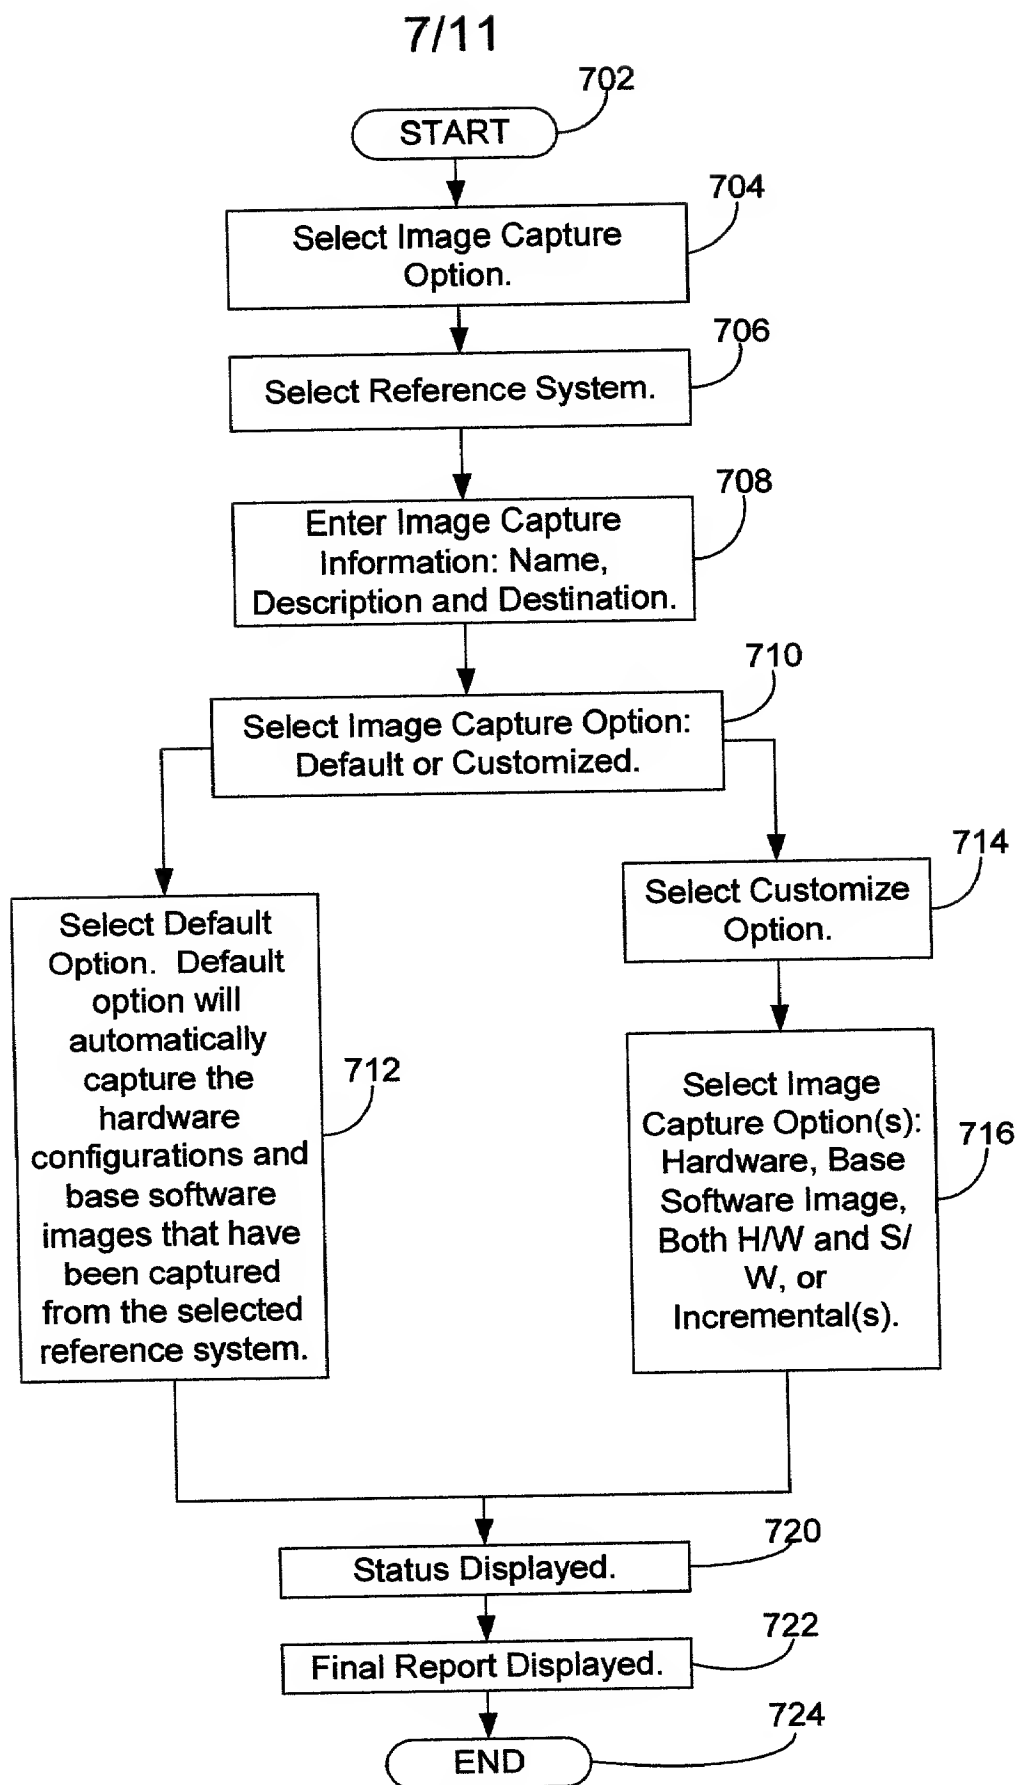 7/11
702
START
704
Select Image Capture
Option.
706
Select Reference System.
708
Enter Image Capture
Information: Name,
Description and Destination.
710
Select Image Capture Option:
Default or Customized.
714
Select Customize
Option.
Select Default
Option. Default
option will
automatically
capture the
hardware
configurations and
base software
images that have
been captured
from the selected
reference system.
712
Select Image
Capture Option(s):
Hardware, Base
Software Image,
Both H/W and S/
W, or
Incremental(s).
716
720
Status Displayed.
722
Final Report Displayed.
724
END